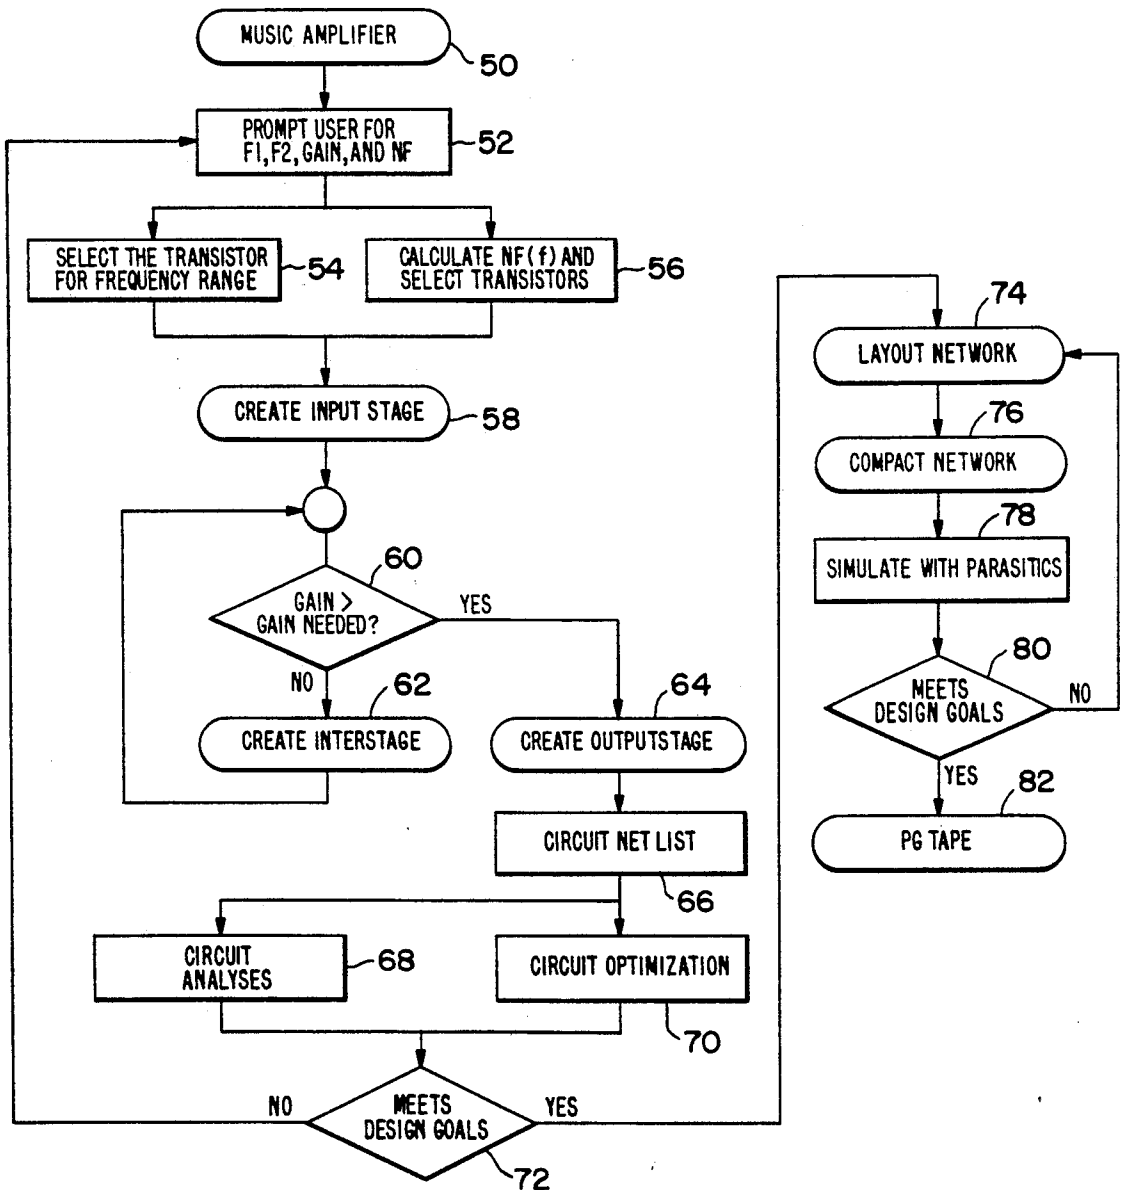 MUSIC AMPLIFIER
50
PROMPT USER FOR
F1, F2, GAIN, AND NF
52
SELECT THE TRANSISTOR
FOR FREQUENCY RANGE
54
CALCULATE NF(f) AND
SELECT TRANSISTORS
56
CREATE INPUT STAGE
58
60
GAIN >
GAIN NEEDED?
YES
NO
62
CREATE INTERSTAGE
64
CREATE OUTPUTSTAGE
CIRCUIT NET LIST
66
CIRCUIT
ANALYSES
68
CIRCUIT OPTIMIZATION
70
NO
MEETS
DESIGN GOALS
YES
72
74
LAYOUT NETWORK
76
COMPACT NETWORK
78
SIMULATE WITH PARASITICS
80
MEETS
DESIGN GOALS
NO
YES
82
PG TAPE